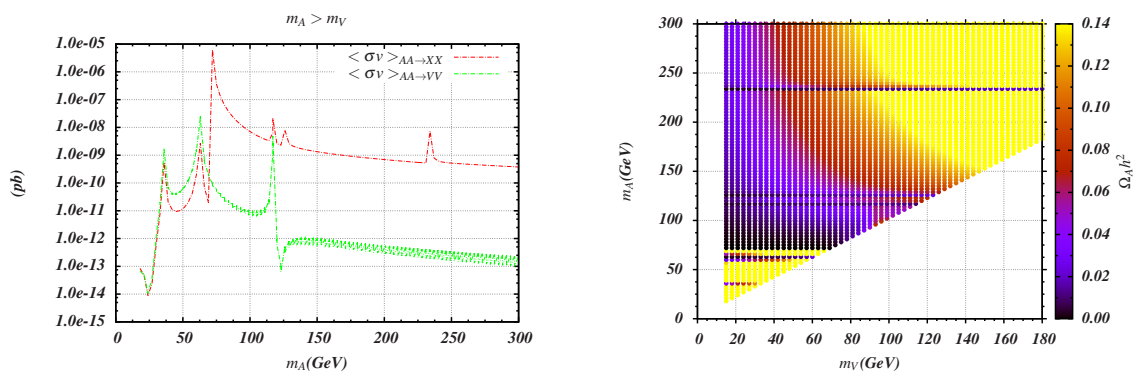 m_A > m_V
< σv >_{AA→XX}
< σv >_{AA→VV}
1.0e-05
1.0e-06
1.0e-07
1.0e-08
1.0e-09
1.0e-10
1.0e-11
1.0e-12
1.0e-13
1.0e-14
1.0e-15
(pb)
0 50 100 150 200 250 300
m_A(GeV)
300
250
200
150
100
50
0
m_A(GeV)
0 20 40 60 80 100 120 140 160 180
m_V(GeV)
0.14
0.12
0.10
0.08
0.06
0.04
0.02
0.00
Ω_A h²